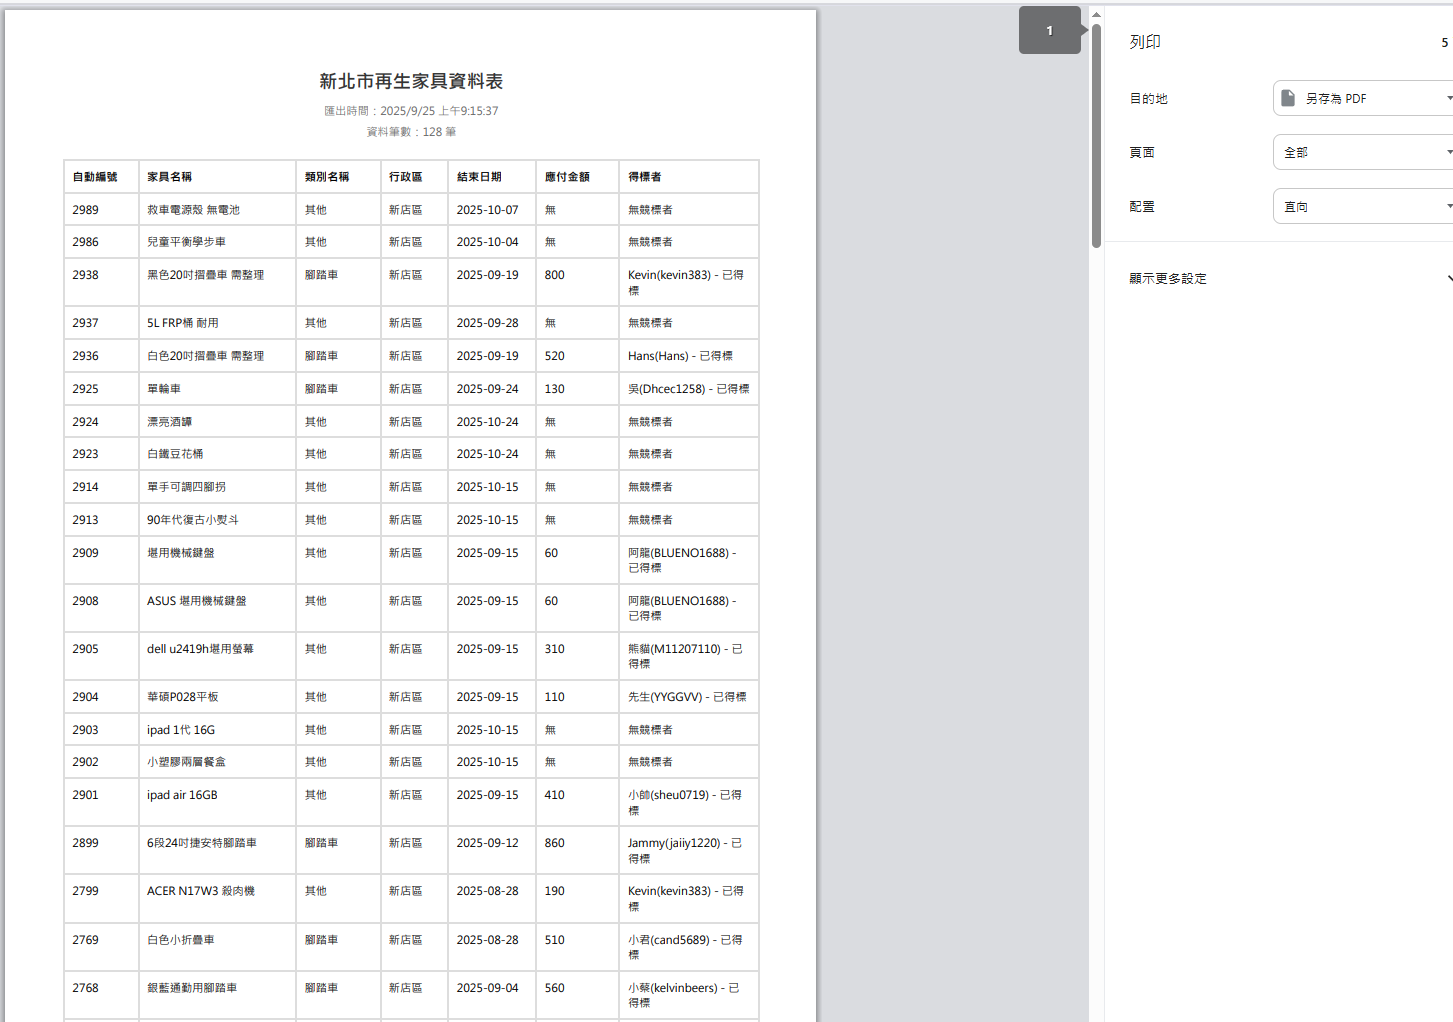 新北市再生家具資料表
匯出時間：2025/9/25 上午9:15:37
資料筆數：128 筆
自動編號 家具名稱 類別名稱 行政區 結束日期 應付金額 得標者
2989 救車電源殼 無電池 其他 新店區 2025-10-07 無 無競標者
2986 兒童平衡學步車 其他 新店區 2025-10-04 無 無競標者
2938 黑色20吋摺疊車 需整理 腳踏車 新店區 2025-09-19 800 Kevin(kevin383) - 已得
標
2937 5L FRP桶 耐用 其他 新店區 2025-09-28 無 無競標者
2936 白色20吋摺疊車 需整理 腳踏車 新店區 2025-09-19 520 Hans(Hans) - 已得標
2925 單輪車 腳踏車 新店區 2025-09-24 130 吳(Dhcec1258) - 已得標
2924 漂亮酒罈 其他 新店區 2025-10-24 無 無競標者
2923 白鐵豆花桶 其他 新店區 2025-10-24 無 無競標者
2914 單手可調四腳拐 其他 新店區 2025-10-15 無 無競標者
2913 90年代復古小熨斗 其他 新店區 2025-10-15 無 無競標者
2909 堪用機械鍵盤 其他 新店區 2025-09-15 60 阿龍(BLUENO1688) -
已得標
2908 ASUS 堪用機械鍵盤 其他 新店區 2025-09-15 60 阿龍(BLUENO1688) -
已得標
2905 dell u2419h堪用螢幕 其他 新店區 2025-09-15 310 熊貓(M11207110) - 已
得標
2904 華碩P028平板 其他 新店區 2025-09-15 110 先生(YYGGVV) - 已得標
2903 ipad 1代 16G 其他 新店區 2025-10-15 無 無競標者
2902 小塑膠兩層餐盒 其他 新店區 2025-10-15 無 無競標者
2901 ipad air 16GB 其他 新店區 2025-09-15 410 小帥(sheu0719) - 已得
標
2899 6段24吋捷安特腳踏車 腳踏車 新店區 2025-09-12 860 Jammy(jaiiy1220) - 已
得標
2799 ACER N17W3 殺肉機 其他 新店區 2025-08-28 190 Kevin(kevin383) - 已得
標
2769 白色小折疊車 腳踏車 新店區 2025-08-28 510 小君(cand5689) - 已得
標
2768 銀藍通勤用腳踏車 腳踏車 新店區 2025-09-04 560 小蔡(kelvinbeers) - 已
得標
1
列印 5
目的地 另存為 PDF
頁面 全部
配置 直向
顯示更多設定